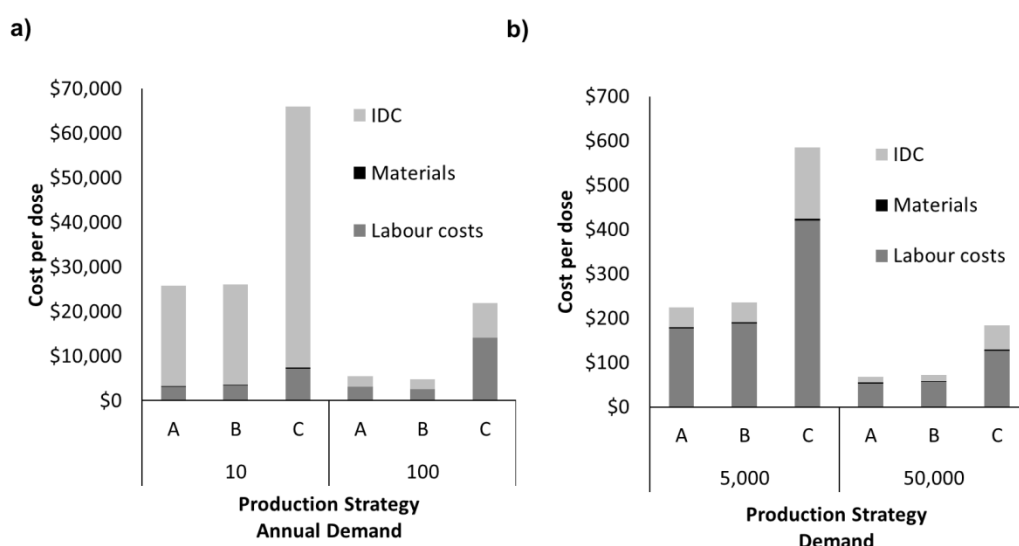 a)
$70,000
$60,000
$50,000
$40,000
$30,000
$20,000
$10,000
$0
Cost per dose
IDC
Materials
Labour costs
A B C A B C
10 100
Production Strategy
Annual Demand
b)
$700
$600
$500
$400
$300
$200
$100
$0
Cost per dose
IDC
Materials
Labour costs
A B C A B C
5,000 50,000
Production Strategy
Demand